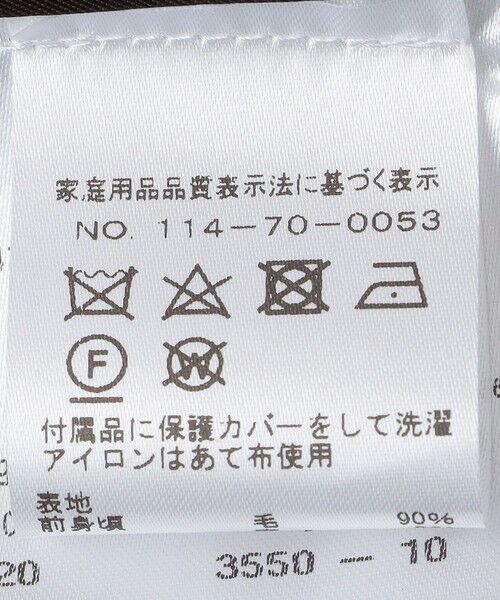 家庭用品品質表示法に基づく表示
NO. 114-70-0053
F W
付属品に保護カバーをして洗濯
アイロンはあて布使用
表地
前身頃 毛 90%
20 3550-10